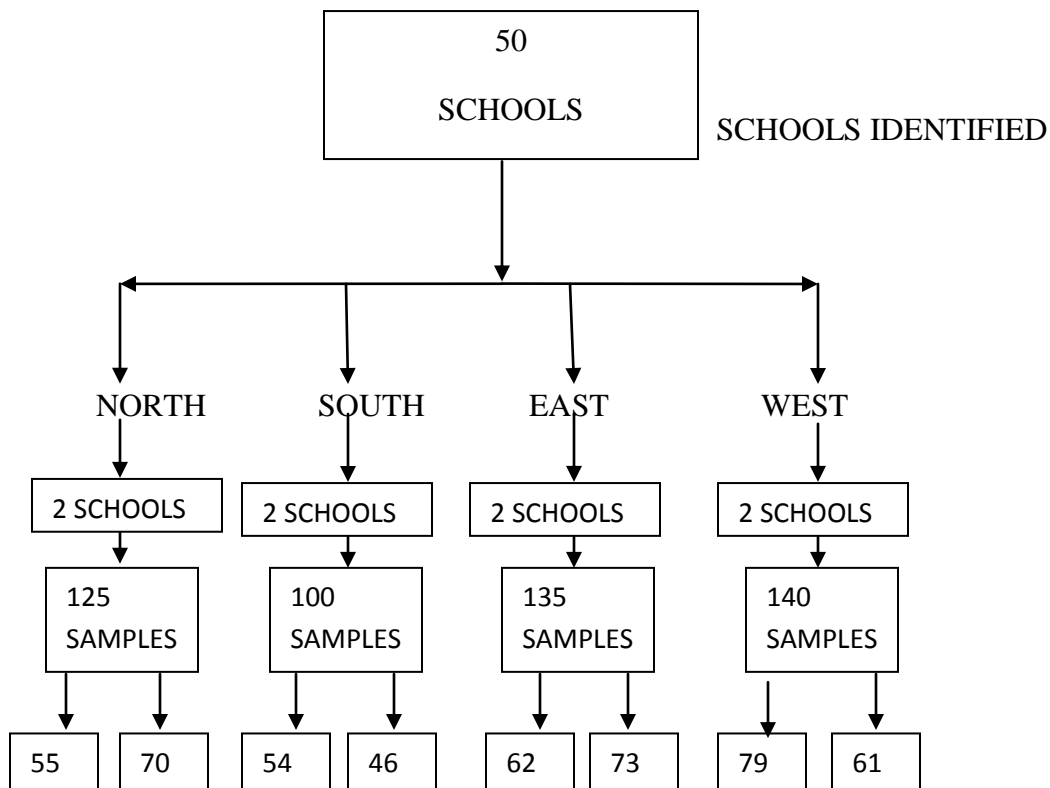 50
SCHOOLS
SCHOOLS IDENTIFIED
NORTH
SOUTH
EAST
WEST
2 SCHOOLS
2 SCHOOLS
2 SCHOOLS
2 SCHOOLS
125
SAMPLES
100
SAMPLES
135
SAMPLES
140
SAMPLES
55
70
54
46
62
73
79
61